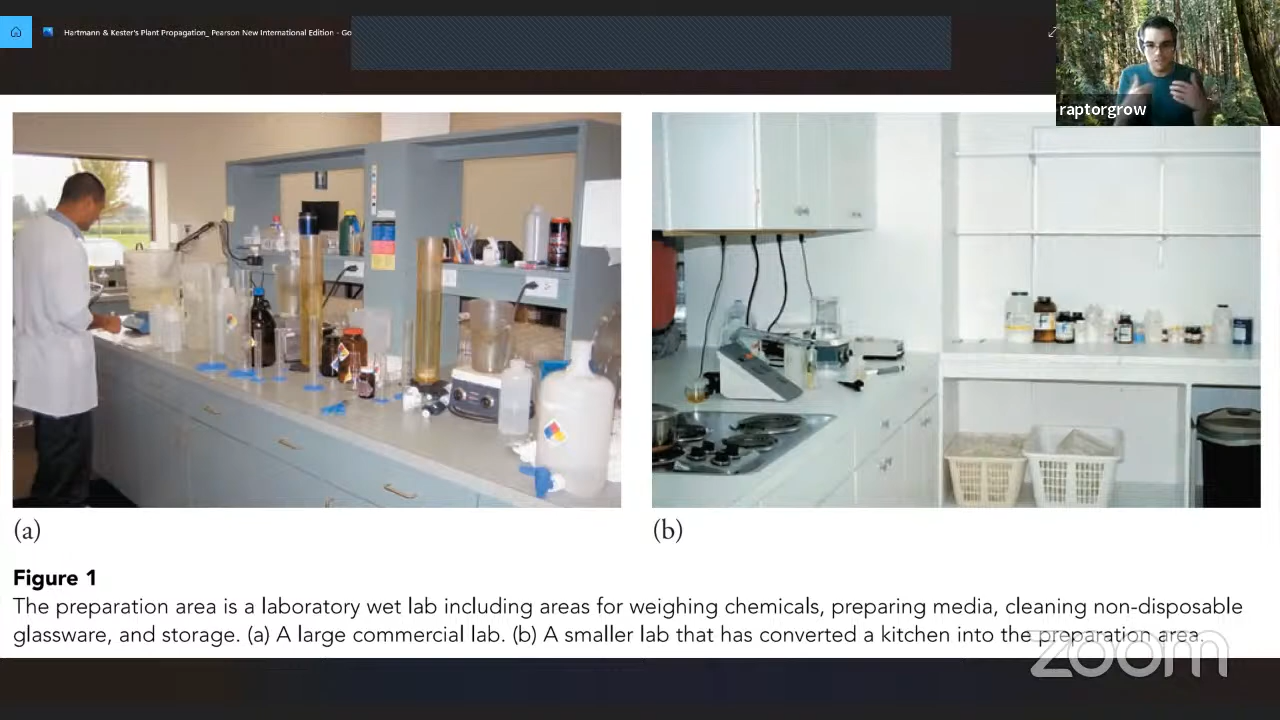 Hartmann & Kester's Plant Propagation_ Pearson New International Edition - Go
raptorgrow
(a)
(b)
Figure 1
The preparation area is a laboratory wet lab including areas for weighing chemicals, preparing media, cleaning non-disposable
glassware, and storage. (a) A large commercial lab. (b) A smaller lab that has converted a kitchen into the preparation area.
zoom